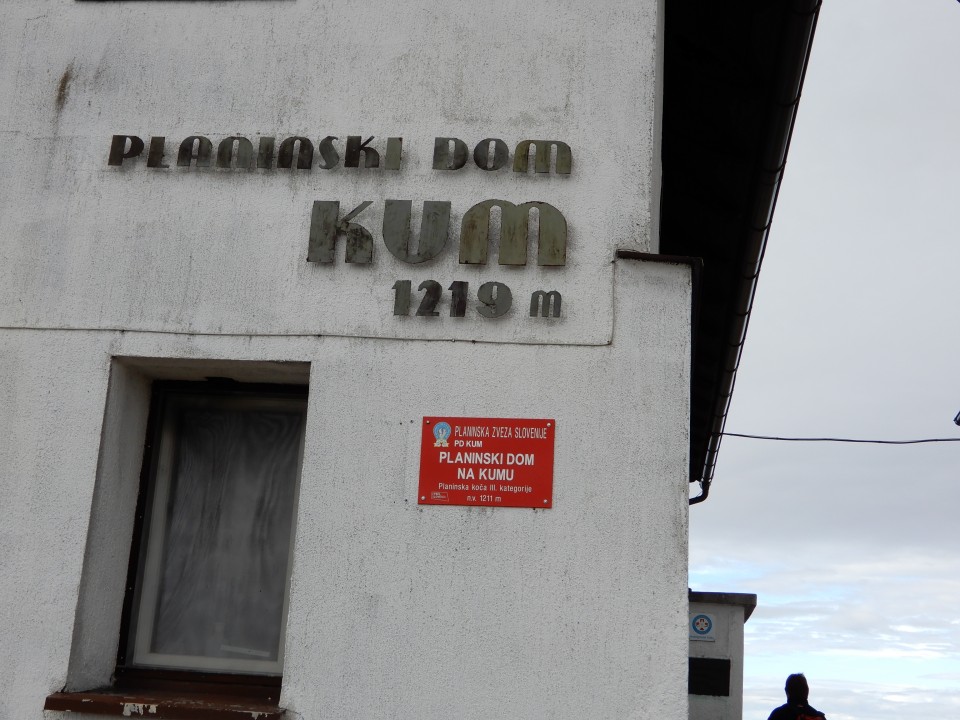 PLANINSKI DOM
KUM
1219 m
PLANINSKA ZVEZA SLOVENIJE
PD KUM
PLANINSKI DOM
NA KUMU
Planinska koča III. kategorije
n.v. 1211 m